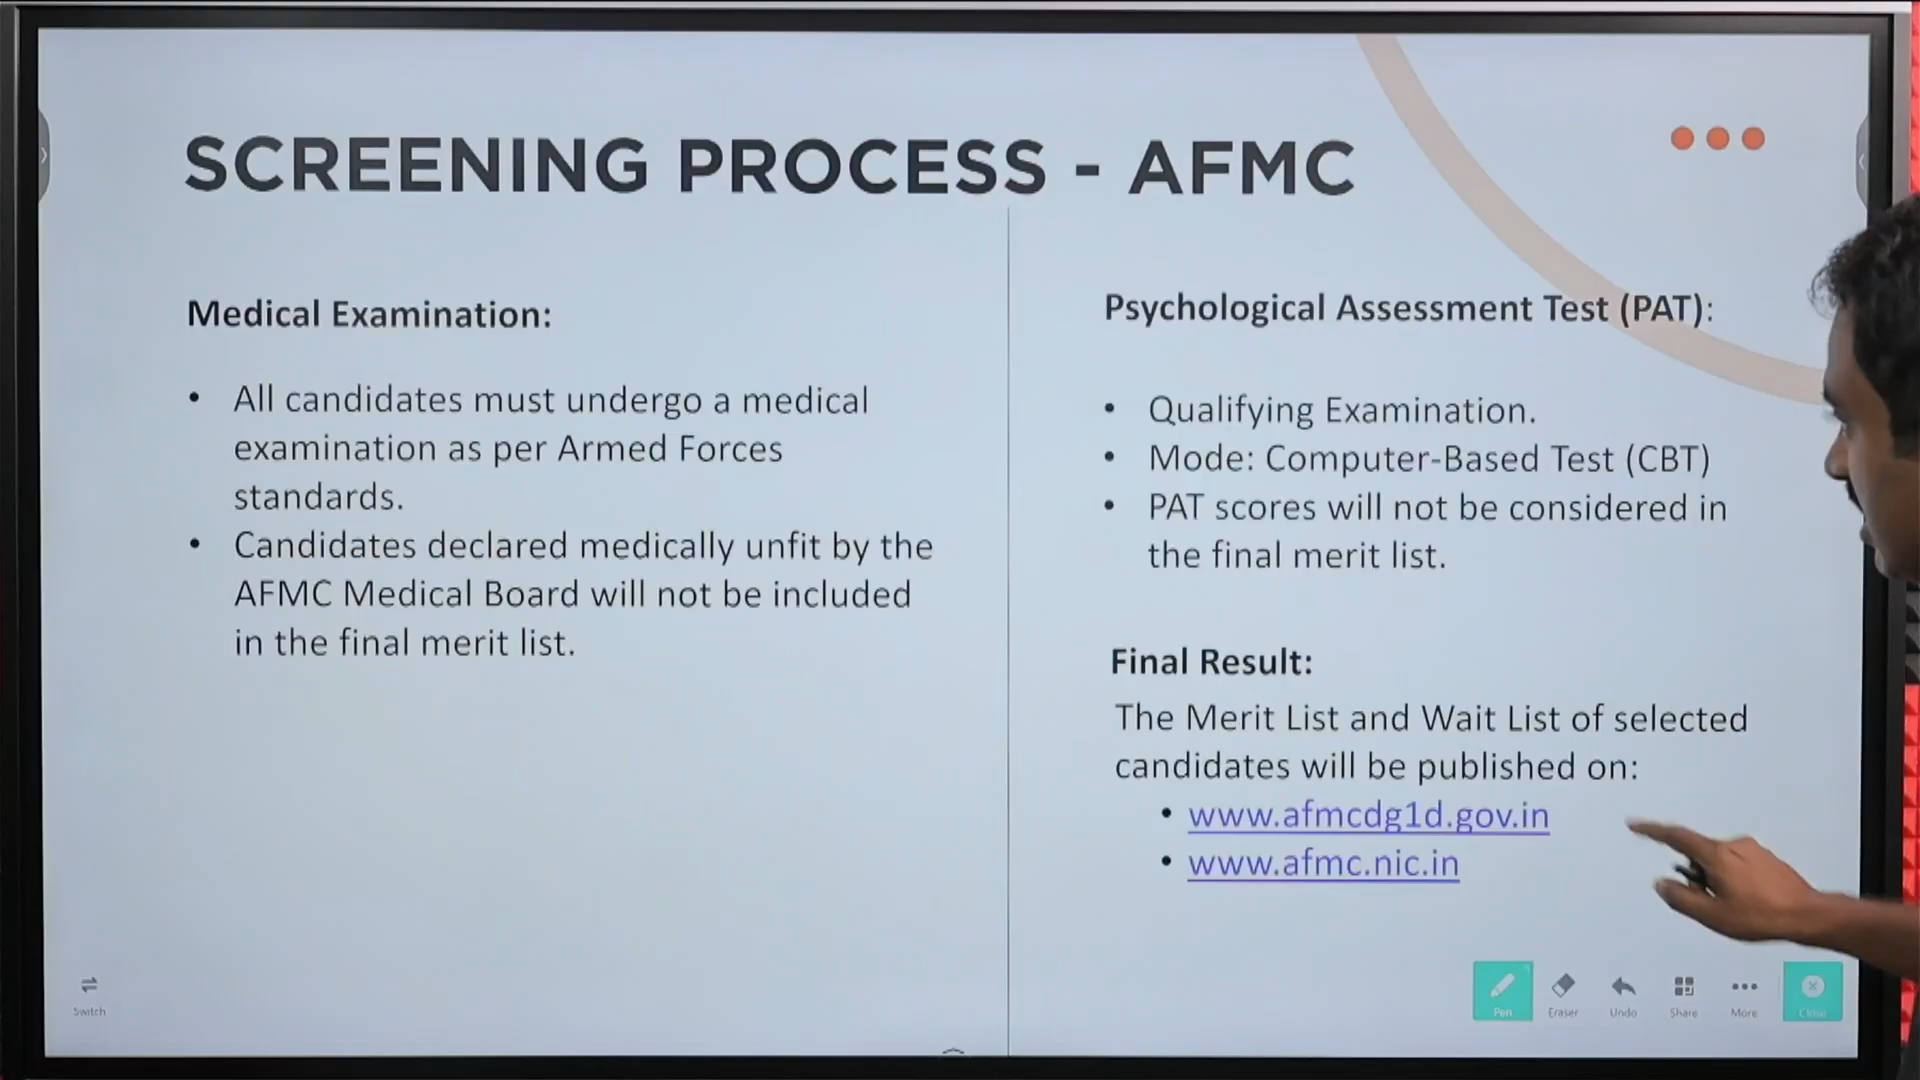 SCREENING PROCESS - AFMC
Medical Examination:
• All candidates must undergo a medical
examination as per Armed Forces
standards.
• Candidates declared medically unfit by the
AFMC Medical Board will not be included
in the final merit list.
Psychological Assessment Test (PAT):
• Qualifying Examination.
• Mode: Computer-Based Test (CBT)
• PAT scores will not be considered in
the final merit list.
Final Result:
The Merit List and Wait List of selected
candidates will be published on:
• www.afmcdg1d.gov.in
• www.afmc.nic.in
Switch
Pen
Eraser
Undo
Share
More
Close